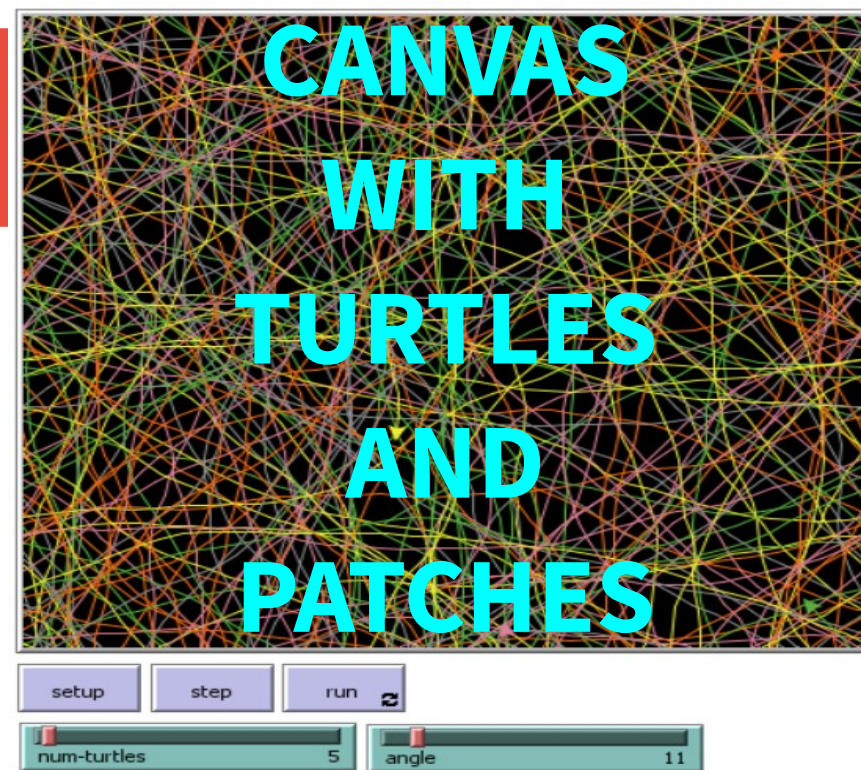 CANVAS
WITH
TURTLES
AND
PATCHES
setup step run
num-turtles 5 angle 11